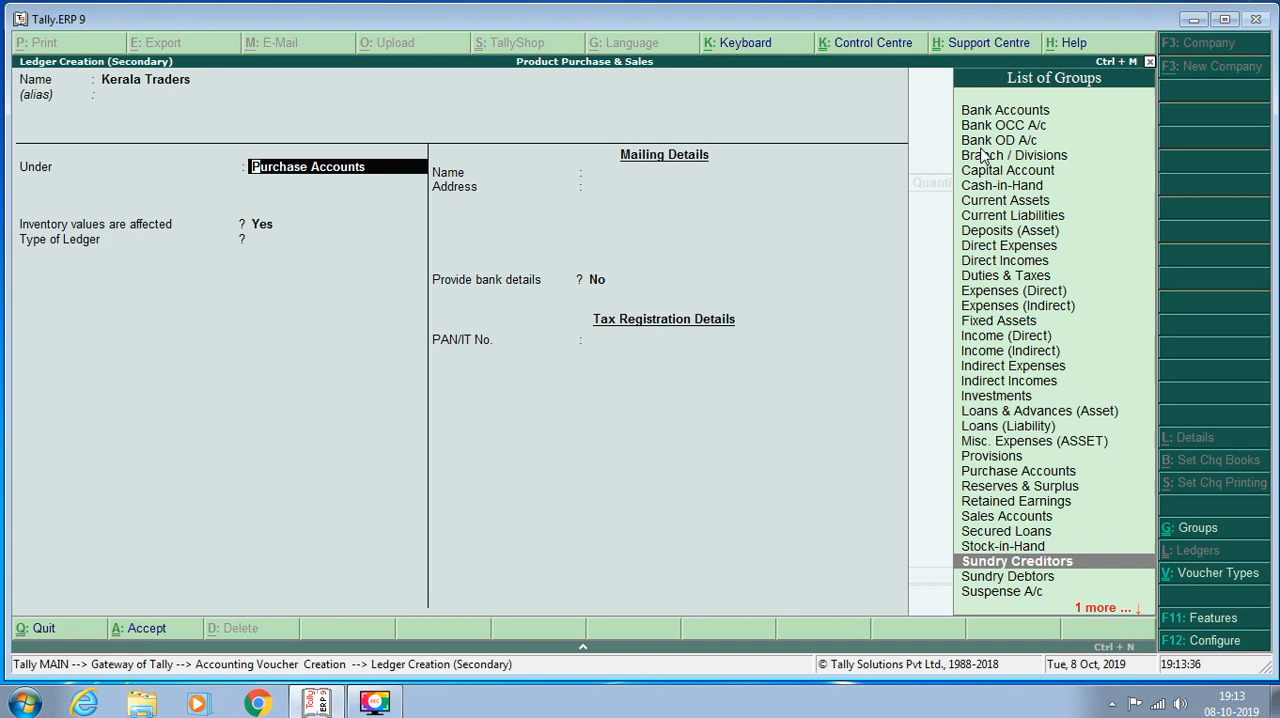 Tally.ERP 9
P: Print
E: Export
M: E-Mail
O: Upload
S: TallyShop
G: Language
K: Keyboard
K: Control Centre
H: Support Centre
H: Help
F3: Company
F3: New Company
Ledger Creation (Secondary)
Product Purchase & Sales
Ctrl + M
Name : Kerala Traders
(alias) :
Under : Purchase Accounts
Inventory values are affected ? Yes
Type of Ledger ?
Mailing Details
Name :
Address :
Provide bank details ? No
Tax Registration Details
PAN/IT No. :
Quanti
List of Groups
Bank Accounts
Bank OCC A/c
Bank OD A/c
Branch / Divisions
Capital Account
Cash-in-Hand
Current Assets
Current Liabilities
Deposits (Asset)
Direct Expenses
Direct Incomes
Duties & Taxes
Expenses (Direct)
Expenses (Indirect)
Fixed Assets
Income (Direct)
Income (Indirect)
Indirect Expenses
Indirect Incomes
Investments
Loans & Advances (Asset)
Loans (Liability)
Misc. Expenses (ASSET)
Provisions
Purchase Accounts
Reserves & Surplus
Retained Earnings
Sales Accounts
Secured Loans
Stock-in-Hand
Sundry Creditors
Sundry Debtors
Suspense A/c
1 more ... ↓
L: Details
B: Set Chq Books
S: Set Chq Printing
G: Groups
L: Ledgers
V: Voucher Types
F11: Features
F12: Configure
Q: Quit
A: Accept
D: Delete
Ctrl + N
Tally MAIN --> Gateway of Tally --> Accounting Voucher Creation --> Ledger Creation (Secondary)
© Tally Solutions Pvt Ltd., 1988-2018
Tue, 8 Oct, 2019
19:13:36
Tally
ERP 9
REC
19:13
08-10-2019